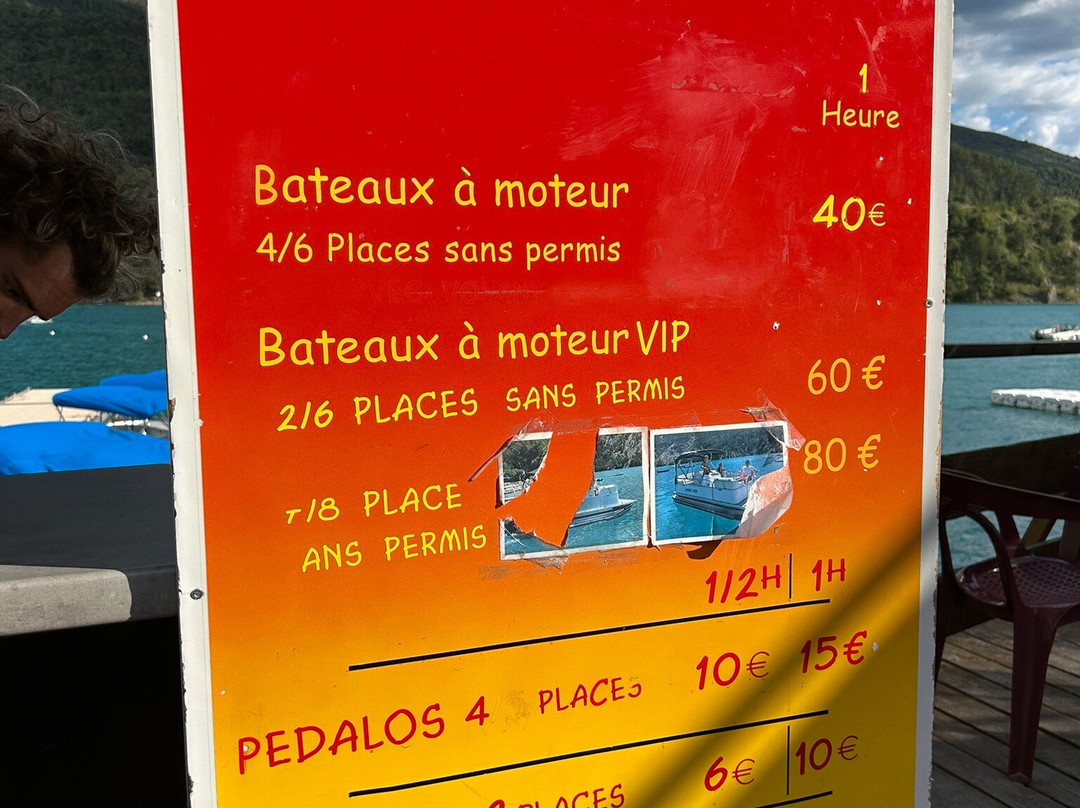 1
Heure
Bateaux à moteur
40€
4/6 Places sans permis
Bateaux à moteur VIP
60 €
2/6 PLACES SANS PERMIS
80 €
/8 PLACE
ANS PERMIS
1/2H 1H
PEDALOS 4 PLACES 10€ 15€
PLACES 6€ 10€